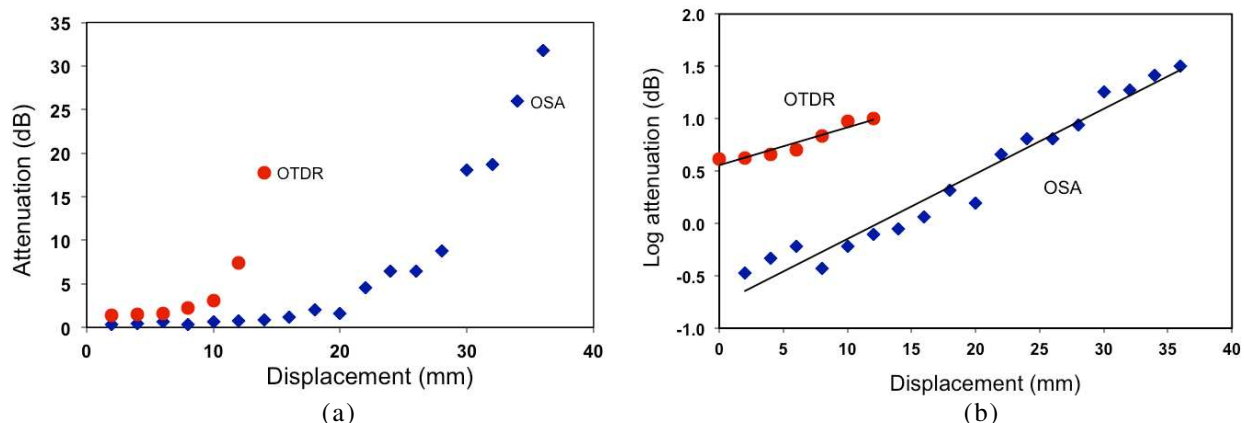 35
30
25
20
15
10
5
0
Attenuation (dB)
OSA
OTDR
0 10 20 30 40
Displacement (mm)
(a)
2.0
1.5
1.0
0.5
0.0
-0.5
-1.0
Log attenuation (dB)
OTDR
OSA
0 5 10 15 20 25 30 35 40
Displacement (mm)
(b)